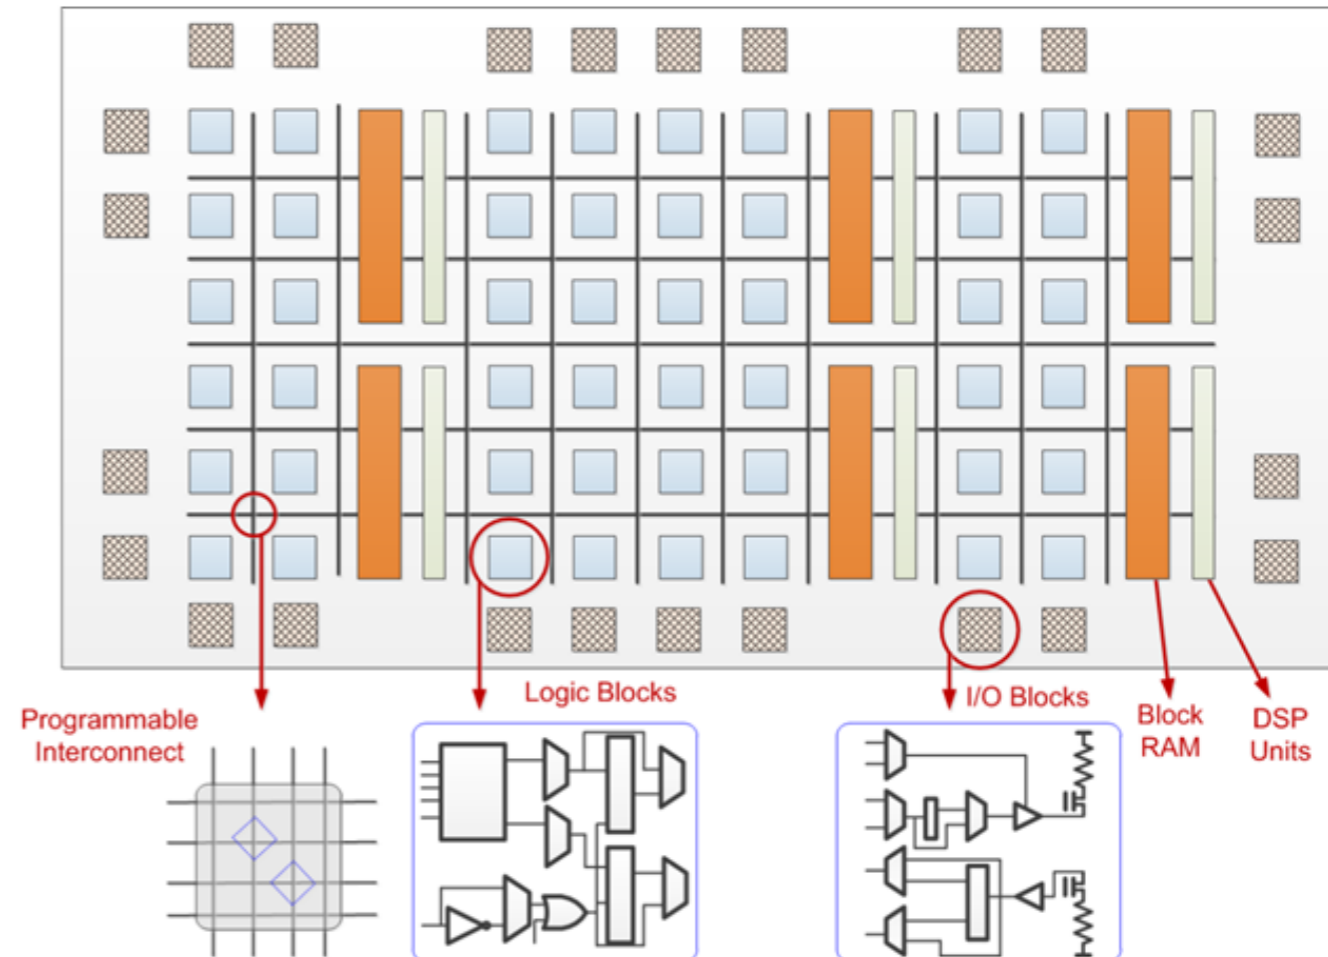 Programmable
Interconnect
Logic Blocks
I/O Blocks
Block
RAM
DSP
Units